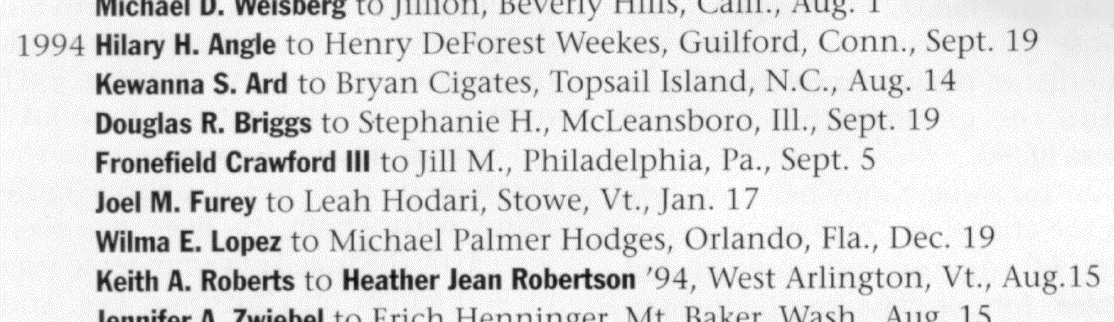 Michael D. Weisberg to Jillion, Beverly Hills, Calif., Aug. 1
1994 Hilary H. Angle to Henry DeForest Weekes, Guilford, Conn., Sept. 19
Kewanna S. Ard to Bryan Cigates, Topsail Island, N.C., Aug. 14
Douglas R. Briggs to Stephanie H., McLeansboro, Ill., Sept. 19
Fronefield Crawford III to Jill M., Philadelphia, Pa., Sept. 5
Joel M. Furey to Leah Hodari, Stowe, Vt., Jan. 17
Wilma E. Lopez to Michael Palmer Hodges, Orlando, Fla., Dec. 19
Keith A. Roberts to Heather Jean Robertson ’94, West Arlington, Vt., Aug.15
Jennifer A. Zwiebel to Erich Henninger, Mt. Baker, Wash., Aug. 15